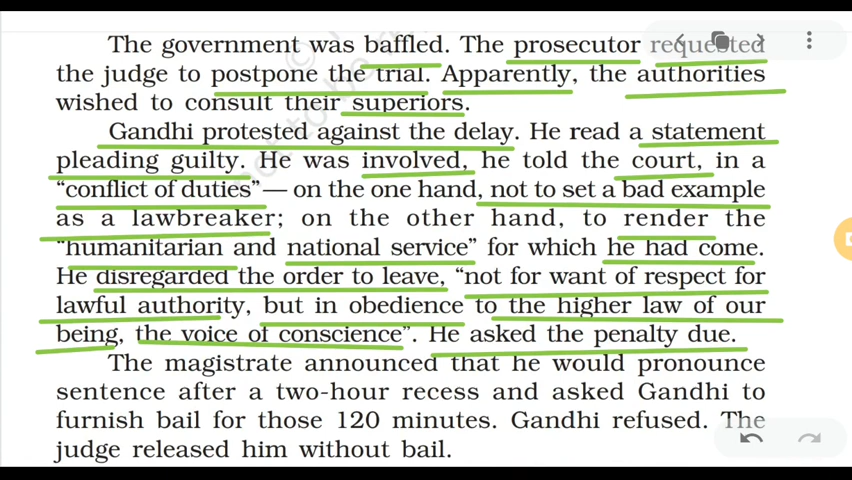 The government was baffled. The prosecutor requested
the judge to postpone the trial. Apparently, the authorities
wished to consult their superiors.
Gandhi protested against the delay. He read a statement
pleading guilty. He was involved, he told the court, in a
“conflict of duties”— on the one hand, not to set a bad example
as a lawbreaker; on the other hand, to render the
“humanitarian and national service” for which he had come.
He disregarded the order to leave, “not for want of respect for
lawful authority, but in obedience to the higher law of our
being, the voice of conscience”. He asked the penalty due.
The magistrate announced that he would pronounce
sentence after a two-hour recess and asked Gandhi to
furnish bail for those 120 minutes. Gandhi refused. The
judge released him without bail.